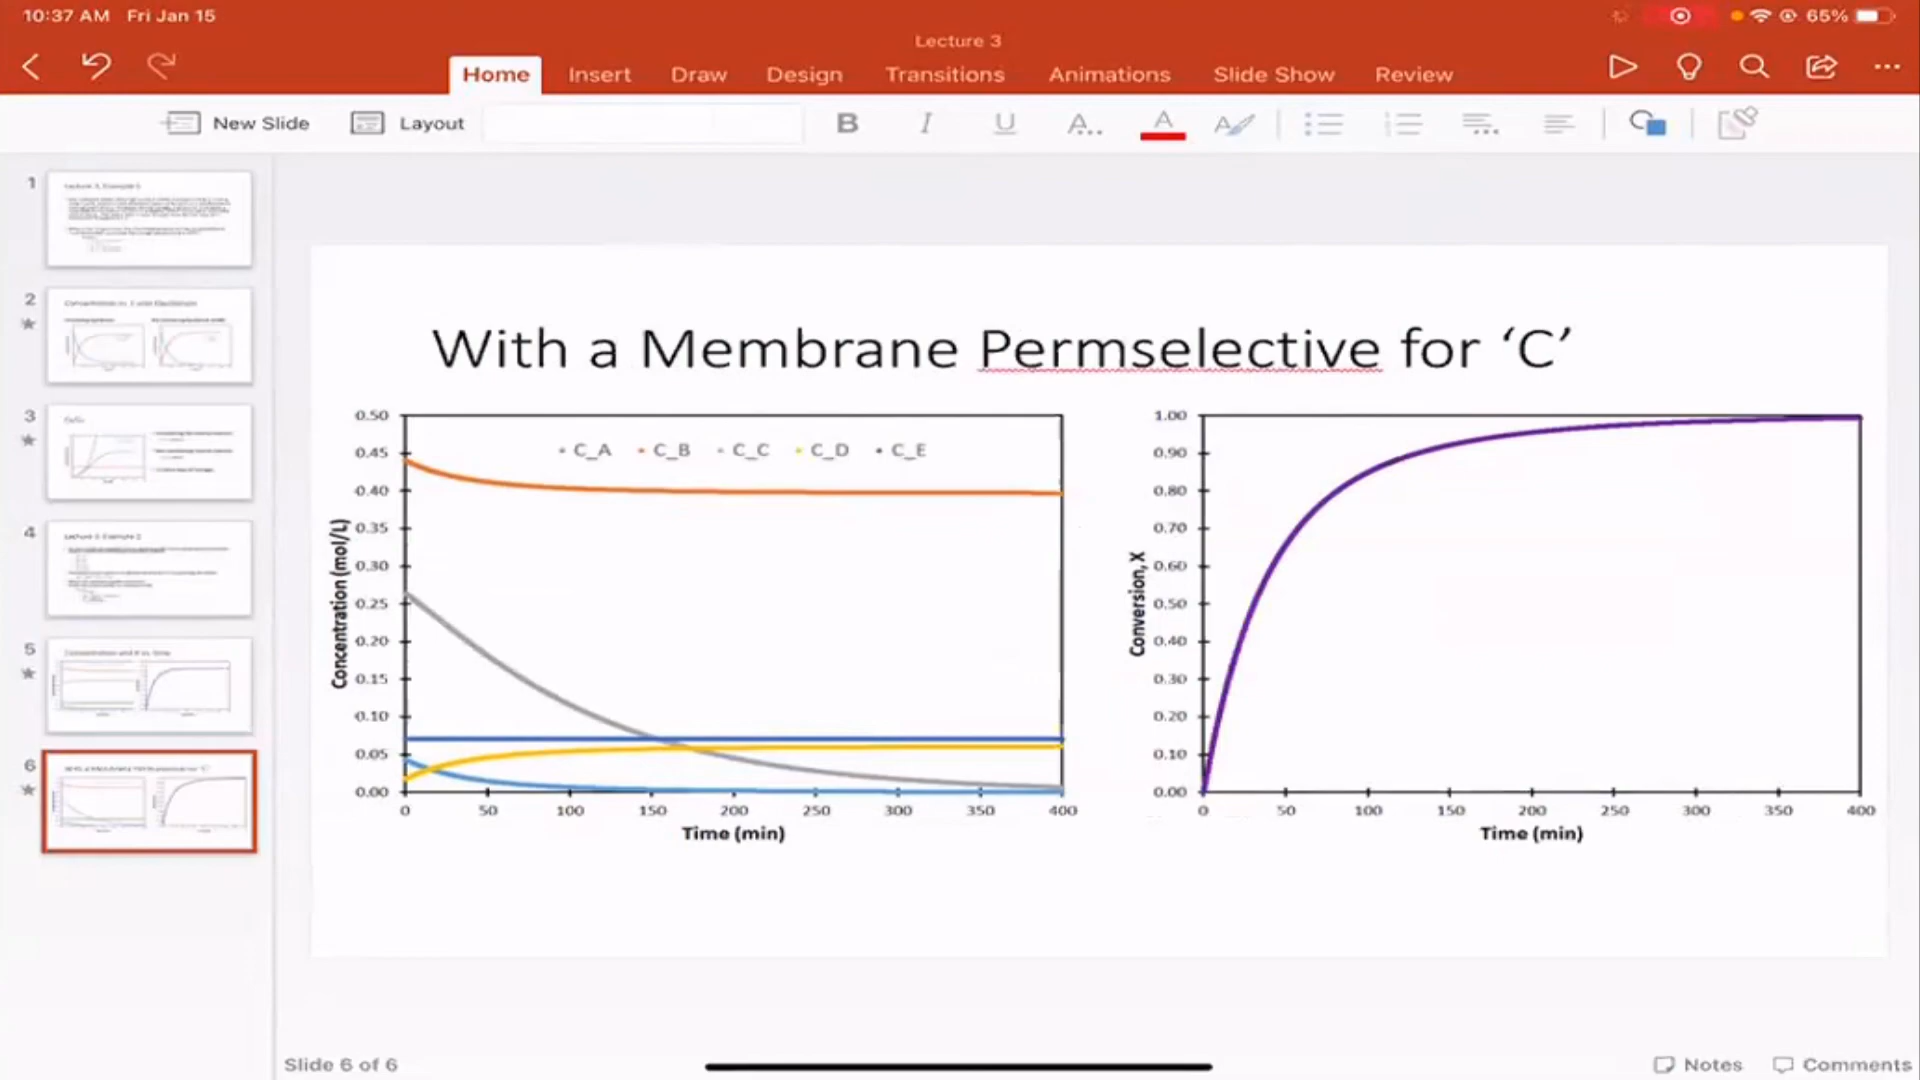 10:37 AM Fri Jan 15
65%
Lecture 3
Home Insert Draw Design Transitions Animations Slide Show Review
New Slide Layout B I U A.. A A
1
2
3
4
5
6
With a Membrane Permselective for ‘C’
C_A C_B C_C C_D C_E
0.50
0.45
0.40
0.35
0.30
0.25
0.20
0.15
0.10
0.05
0.00
Concentration (mol/L)
0 50 100 150 200 250 300 350 400
Time (min)
1.00
0.90
0.80
0.70
0.60
0.50
0.40
0.30
0.20
0.10
0.00
Conversion, X
0 50 100 150 200 250 300 350 400
Time (min)
Slide 6 of 6
Notes Comments